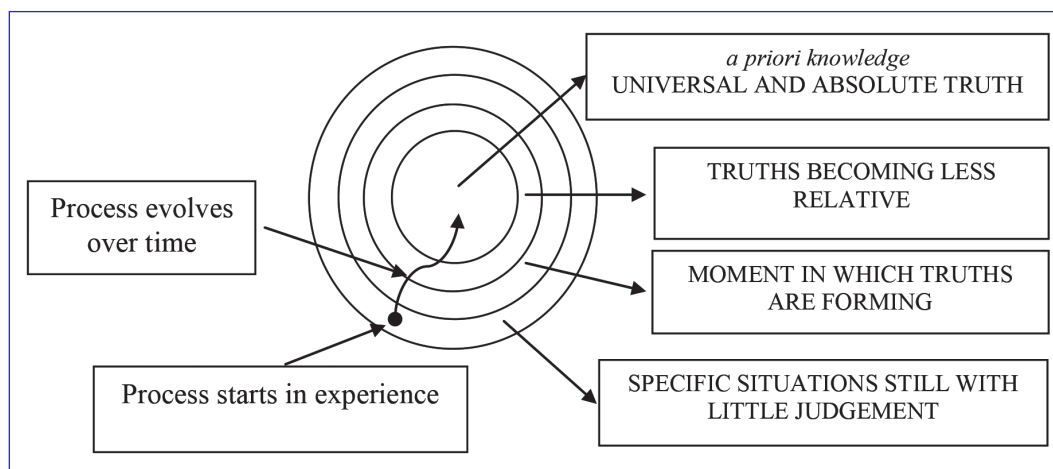 a priori knowledge
UNIVERSAL AND ABSOLUTE TRUTH
TRUTHS BECOMING LESS
RELATIVE
Process evolves
over time
MOMENT IN WHICH TRUTHS
ARE FORMING
Process starts in experience
SPECIFIC SITUATIONS STILL WITH
LITTLE JUDGEMENT